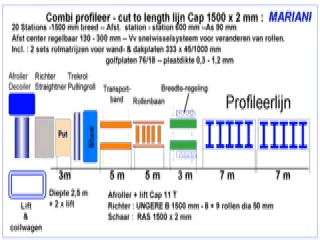 Combi profileer - cut to length lijn Cap 1500 x 2 mm : MARIANI
20 Stations -1500 mm breed -- Afst. station - station 600 mm --As 90 mm
Afst center regelbaar 130 - 300 mm -- Vv snelwisselsysteem voor veranderen van rollen.
Incl. : 2 sets rolmatrijzen voor wand- & dakplaten 333 x 45/1000 mm
golfplaten 76/18 -- plastdikte 0,3 - 1,2 mm
Afroller Richter Trekrol
Decoiler Straightner Pullingroll
Transport-
band
Rollenbaan
Breedte-regeling
Profileerlijn
Put
Schaar
3m 5 m 5 m 3 m 7 m 7 m
Lift
&
coilwagen
Diepte 2,5 m
+ 2 x lift
Afroller + lift Cap 11 T
Richter : UNGERE B 1500 mm - 8 + 9 rollen dia 50 mm
Schaar : RAS 1500 x 2 mm